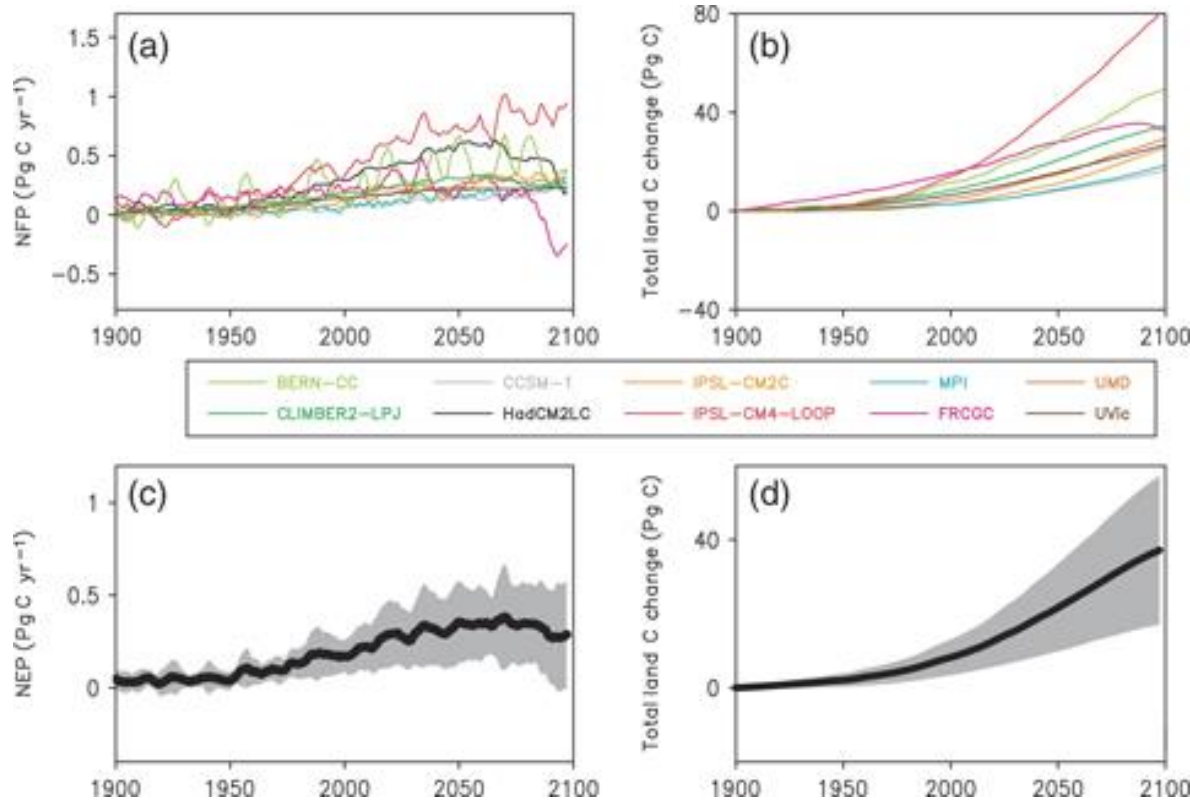 (a)
NFP (Pg C yr⁻¹)
1.5
1
0.5
0
−0.5
1900 1950 2000 2050 2100
(b)
Total land C change (Pg C)
80
40
0
−40
1900 1950 2000 2050 2100
BERN−CC CCSM−1 IPSL−CM2C MPI UMD
CLIMBER2−LPJ HadCM2LC IPSL−CM4−LOOP FRCGC UVic
(c)
NEP (Pg C yr⁻¹)
1
0.5
0
1900 1950 2000 2050 2100
(d)
Total land C change (Pg C)
40
0
1900 1950 2000 2050 2100